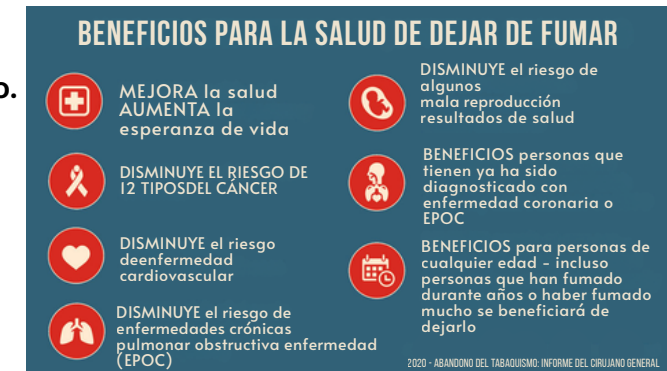 o.
BENEFICIOS PARA LA SALUD DE DEJAR DE FUMAR
MEJORA la salud
AUMENTA la
esperanza de vida
DISMINUYE EL RIESGO DE
12 TIPOSDEL CÁNCER
DISMINUYE el riesgo
deenfermedad
cardiovascular
DISMINUYE el riesgo de
enfermedades crónicas
pulmonar obstructiva enfermedad
(EPOC)
DISMINUYE el riesgo de
algunos
mala reproducción
resultados de salud
BENEFICIOS personas que
tienen ya ha sido
diagnosticado con
enfermedad coronaria o
EPOC
BENEFICIOS para personas de
cualquier edad - incluso
personas que han fumado
durante años o haber fumado
mucho se beneficiará de
dejarlo
2020 - ABANDONO DEL TABAQUISMO: INFORME DEL CIRUJANO GENERAL